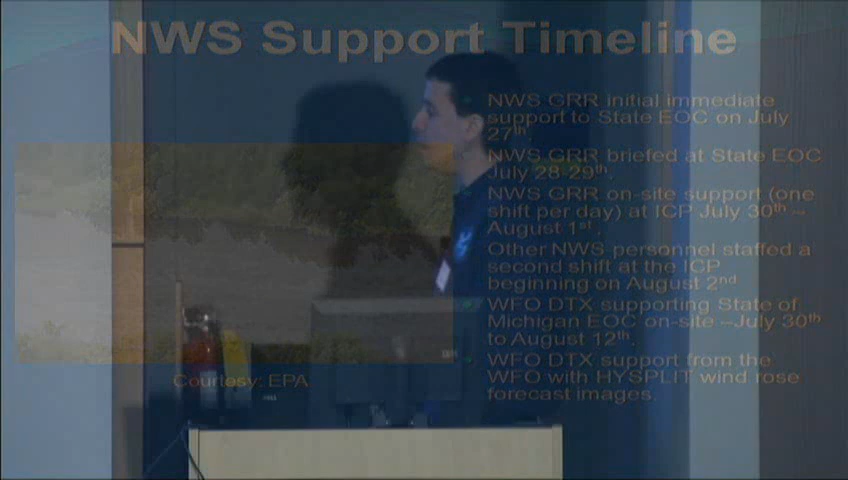 NWS Support Timeline
NWS GRR initial immediate
support to State EOC on July
27th.
NWS GRR briefed at State EOC
July 28-29th.
NWS GRR on-site support (one
shift per day) at ICP July 30th –
August 1st .
Other NWS personnel staffed a
second shift at the ICP
beginning on August 2nd
WFO DTX supporting State of
Michigan EOC on-site –July 30th
to August 12th.
WFO DTX support from the
WFO with HYSPLIT wind rose
forecast images.
Courtesy: EPA
IBM
DELL